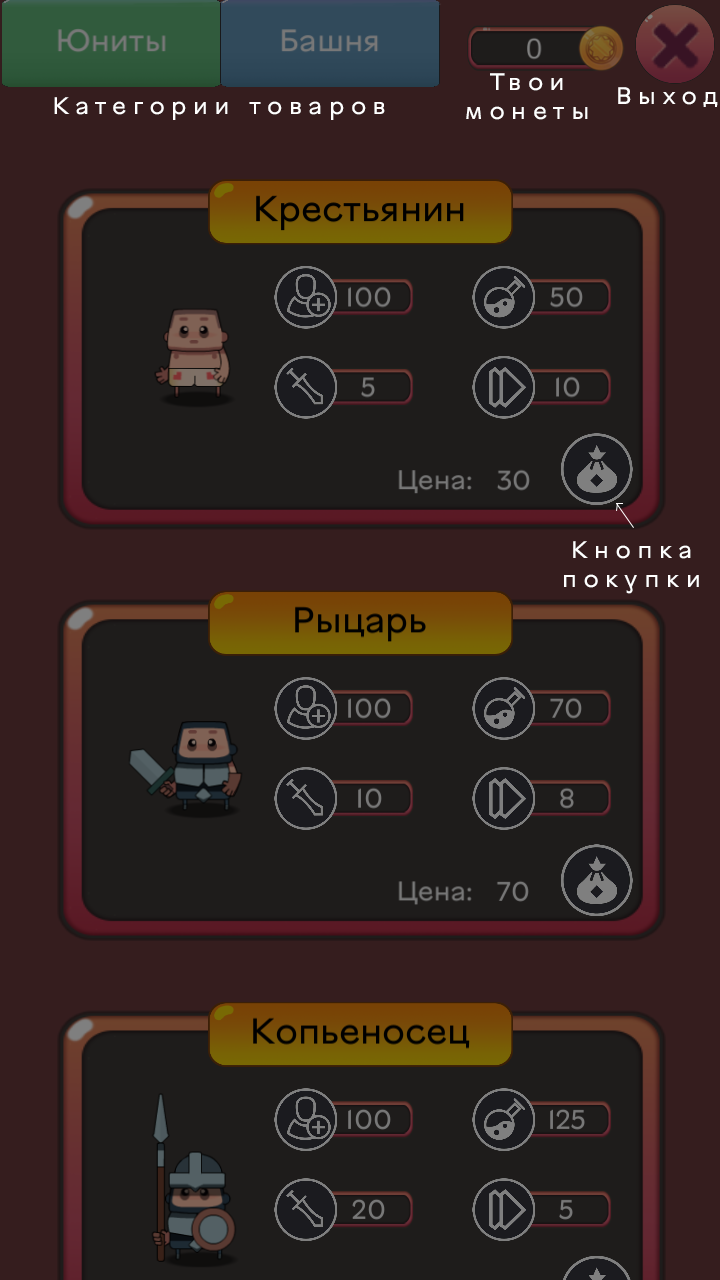 Юниты
Башня
0
Категории товаров
Твои
монеты
Выход
Крестьянин
100
50
5
10
Цена: 30
Кнопка
покупки
Рыцарь
100
70
10
8
Цена: 70
Копьеносец
100
125
20
5